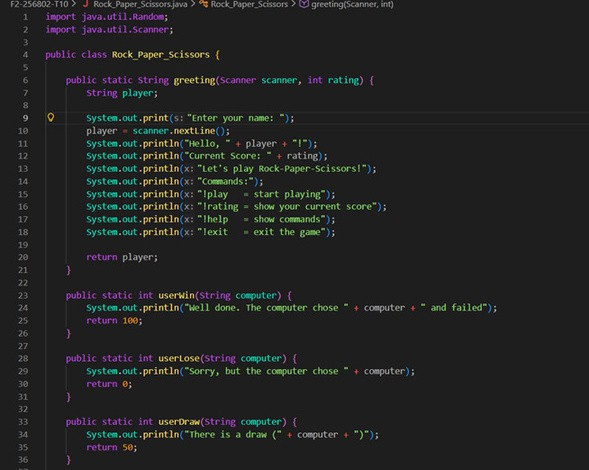 F2-256802-T10 > J Rock_Paper_Scissors.java > Rock_Paper_Scissors > greeting(Scanner, int)
1 import java.util.Random;
2 import java.util.Scanner;
3
4 public class Rock_Paper_Scissors {
5
6 public static String greeting(Scanner scanner, int rating) {
7 String player;
8
9 System.out.print(s: "Enter your name: ");
10 player = scanner.nextLine();
11 System.out.println("Hello, " + player + "!");
12 System.out.println("Current Score: " + rating);
13 System.out.println(x: "Let's play Rock-Paper-Scissors!");
14 System.out.println(x: "Commands:");
15 System.out.println(x: "!play   = start playing");
16 System.out.println(x: "!rating = show your current score");
17 System.out.println(x: "!help   = show commands");
18 System.out.println(x: "!exit   = exit the game");
19
20 return player;
21 }
22
23 public static int userWin(String computer) {
24 System.out.println("Well done. The computer chose " + computer + " and failed");
25 return 100;
26 }
27
28 public static int userLose(String computer) {
29 System.out.println("Sorry, but the computer chose " + computer);
30 return 0;
31 }
32
33 public static int userDraw(String computer) {
34 System.out.println("There is a draw (" + computer + ")");
35 return 50;
36 }